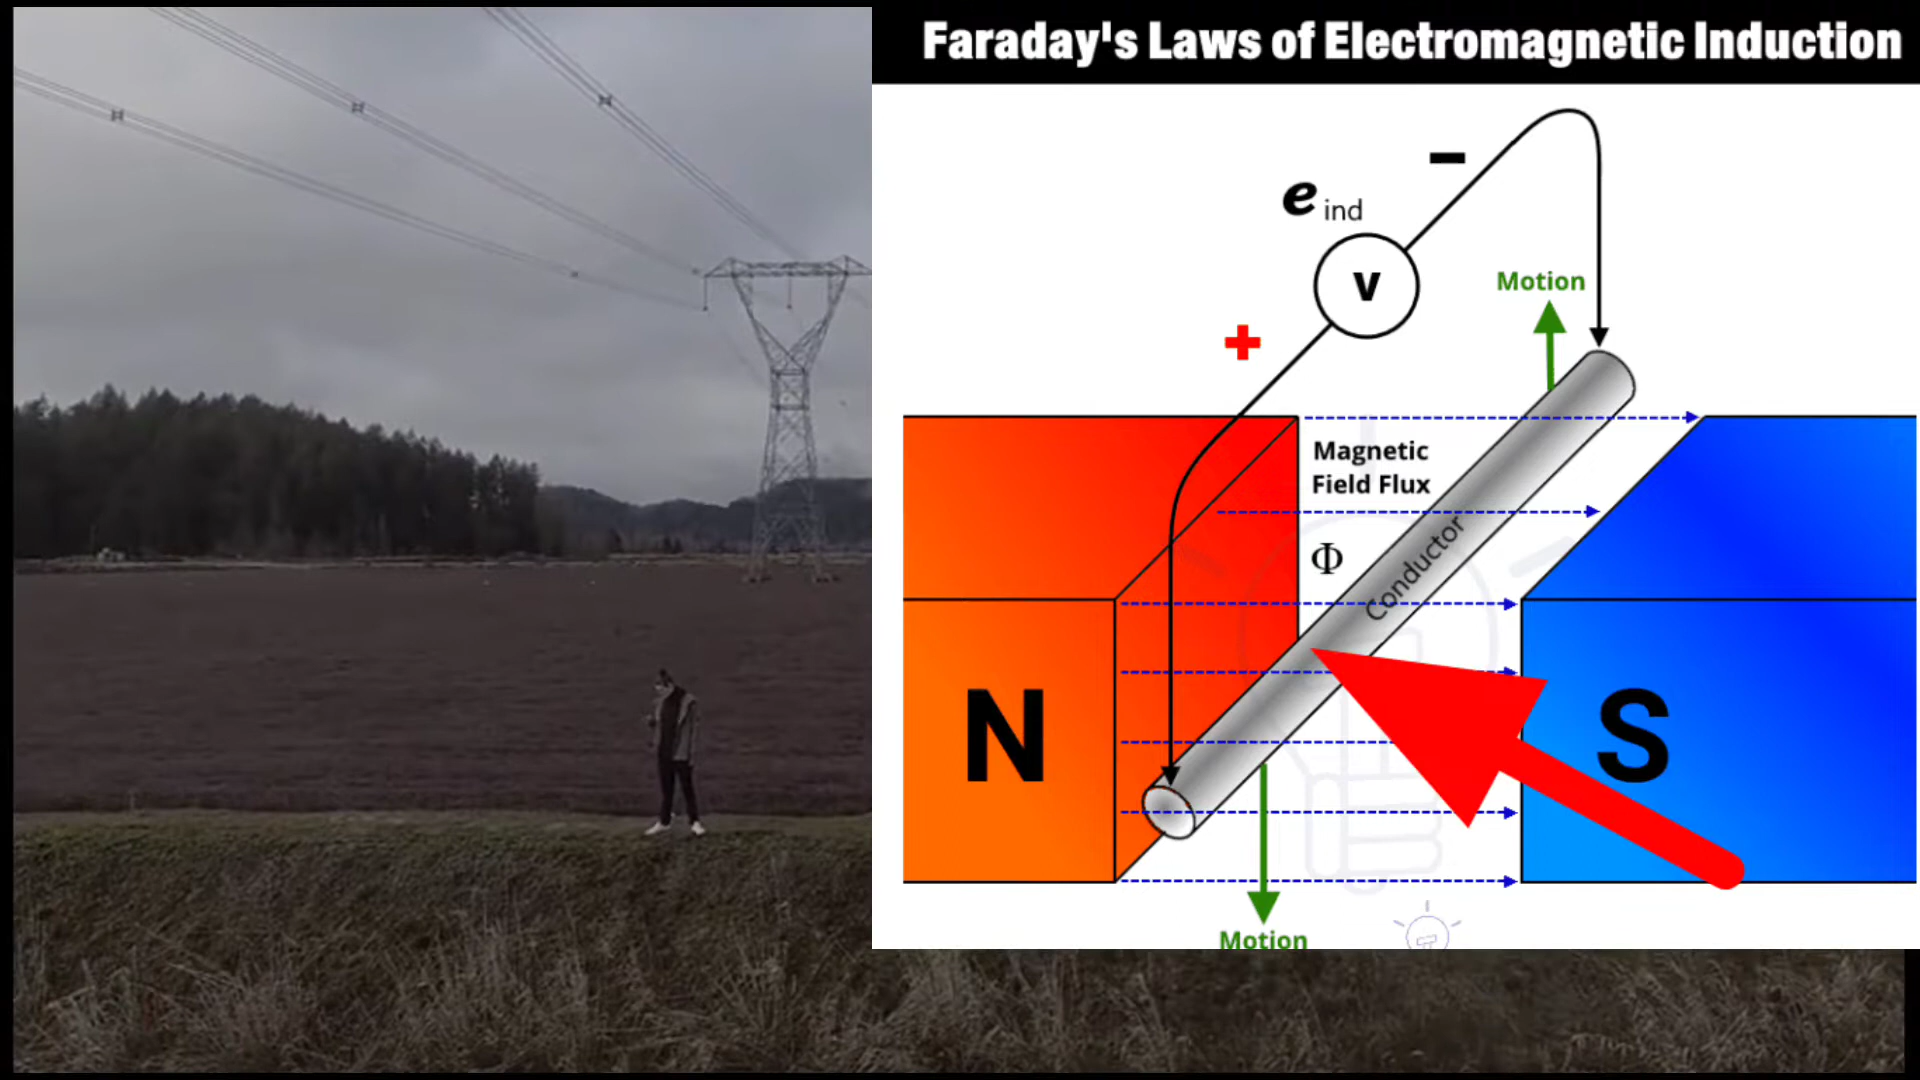 Faraday's Laws of Electromagnetic Induction
−
e ind
V
Motion
+
Magnetic
Field Flux
Φ
Conductor
N
S
Motion